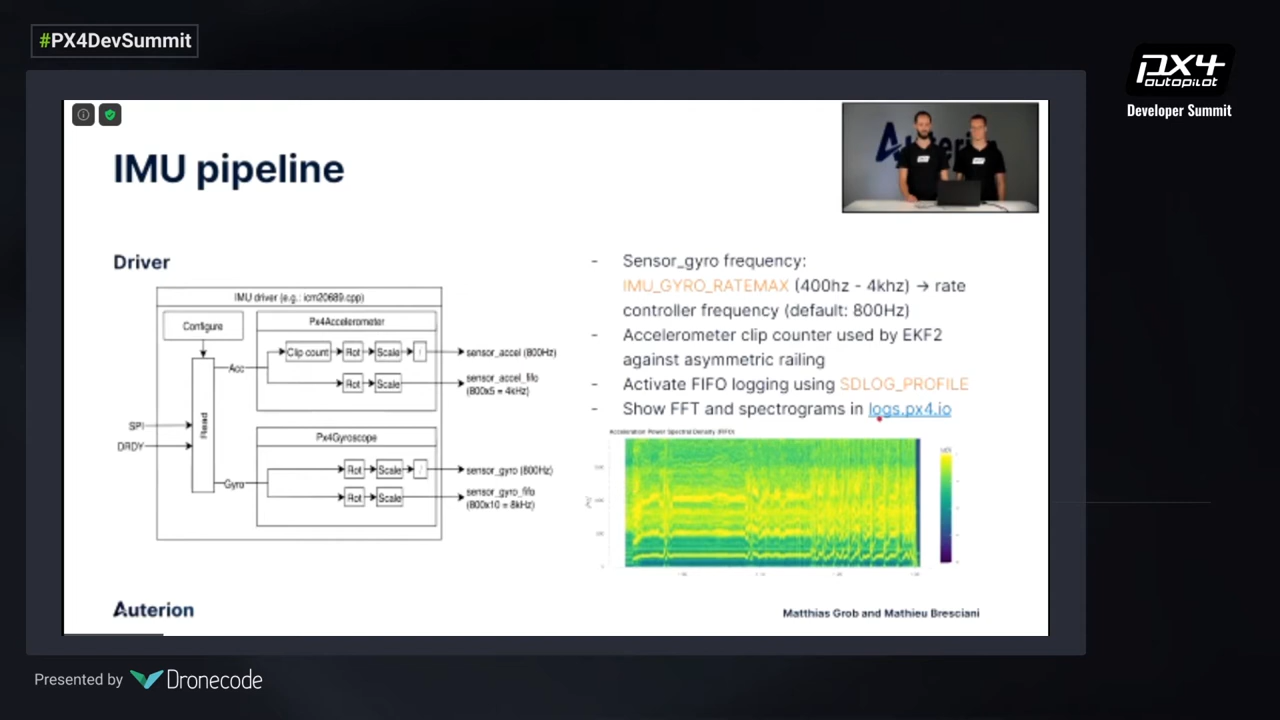 #PX4DevSummit
px4
autopilot
Developer Summit
IMU pipeline
Auterion
Driver
IMU driver (e.g.: icm20689.cpp)
Configure
Px4Accelerometer
Clip count
Rot
Scale
/
sensor_accel (800Hz)
Acc
Rot
Scale
sensor_accel_fifo
(800x5 = 4kHz)
SPI
DRDY
Read
Px4Gyroscope
Rot
Scale
/
sensor_gyro (800Hz)
Gyro
Rot
Scale
sensor_gyro_fifo
(800x10 = 8kHz)
- Sensor_gyro frequency:
IMU_GYRO_RATEMAX (400hz - 4khz) → rate
controller frequency (default: 800Hz)
- Accelerometer clip counter used by EKF2
against asymmetric railing
- Activate FIFO logging using SDLOG_PROFILE
- Show FFT and spectrograms in logs.px4.io
Acceleration Power Spectral Density (FIFO)
Auterion
Matthias Grob and Mathieu Bresciani
Presented by
Dronecode